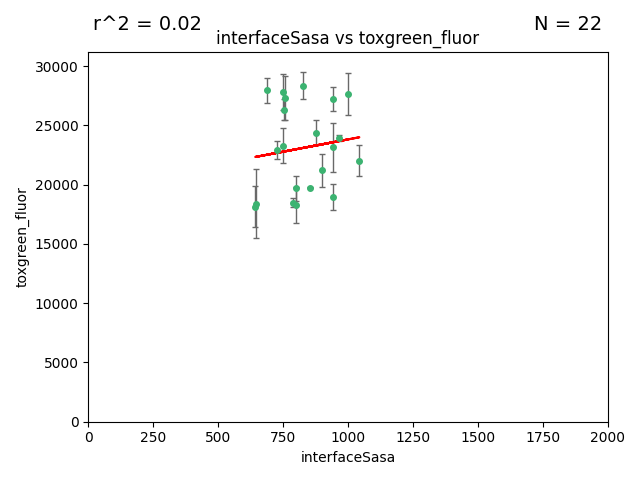 r^2 = 0.02
N = 22
interfaceSasa vs toxgreen_fluor
30000
25000
20000
15000
10000
5000
0
toxgreen_fluor
0 250 500 750 1000 1250 1500 1750 2000
interfaceSasa